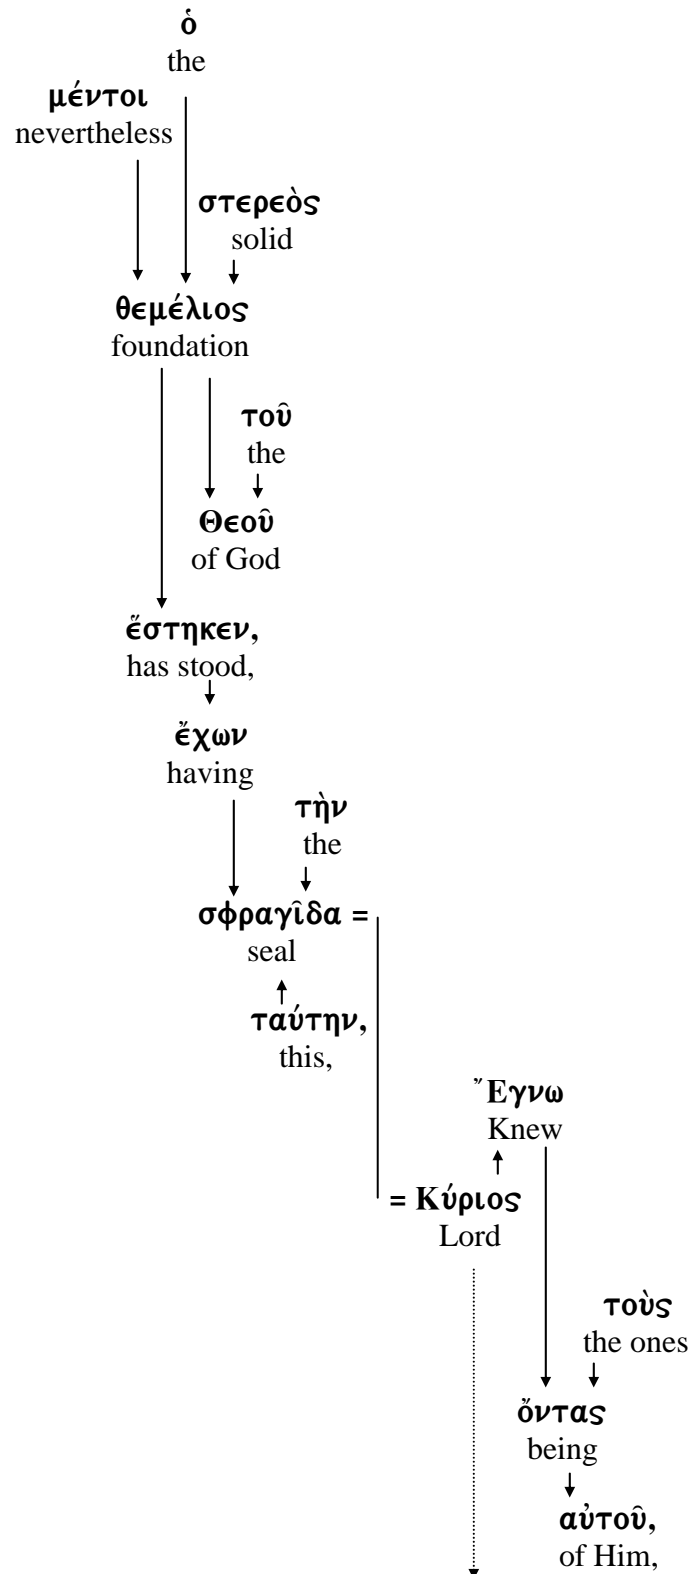 ὁ
the
μέντοι
nevertheless
στερεὸς
solid
θεμέλιος
foundation
τοῦ
the
Θεοῦ
of God
ἕστηκεν,
has stood,
ἔχων
having
τὴν
the
σφραγῖδα =
seal
ταύτην,
this,
Ἔγνω
Knew
= Κύριος
Lord
τοὺς
the ones
ὄντας
being
αὐτοῦ,
of Him,